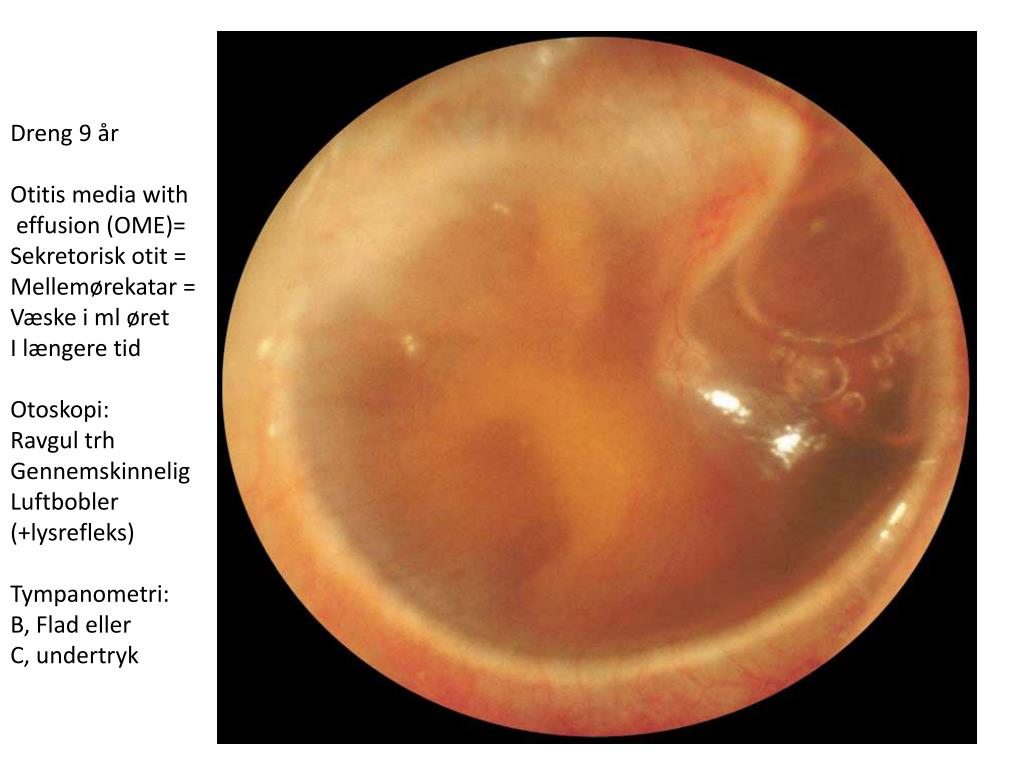 Dreng 9 år
Otitis media with
effusion (OME)=
Sekretorisk otit =
Mellemørekatar =
Væske i ml øret
I længere tid
Otoskopi:
Ravgul trh
Gennemskinnelig
Luftbobler
(+lysrefleks)
Tympanometri:
B, Flad eller
C, undertryk